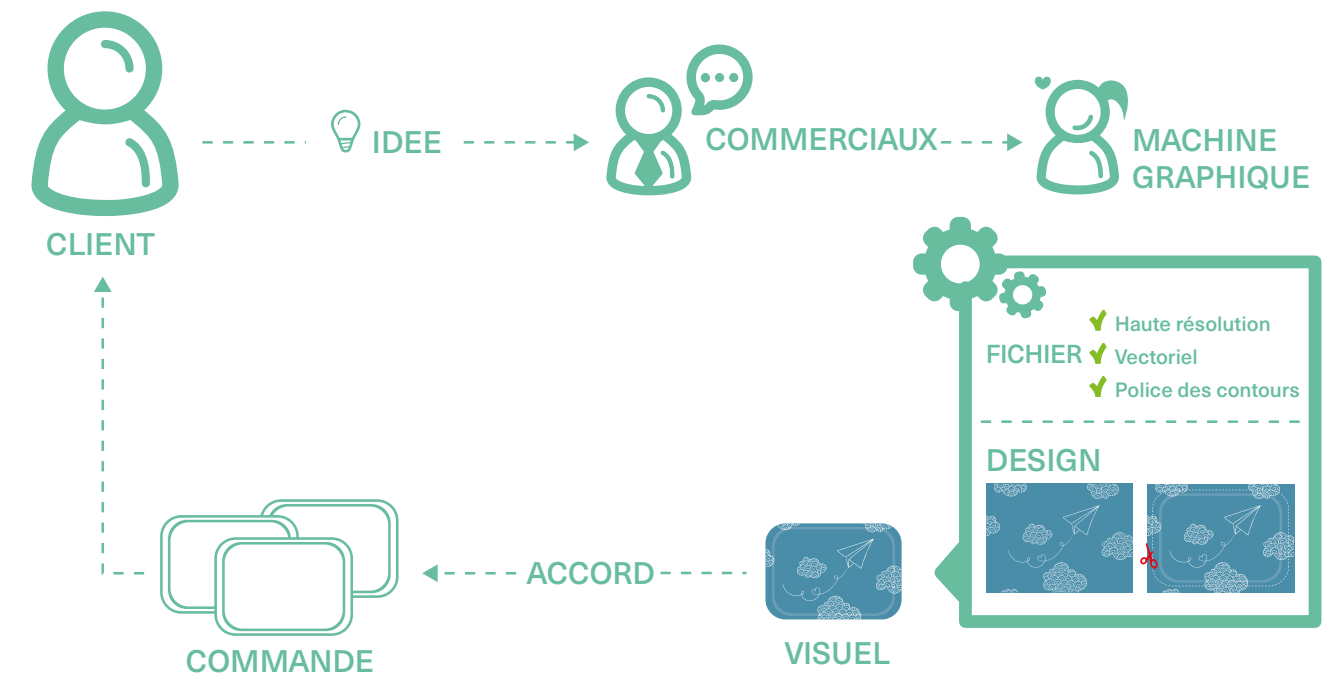 IDEE
COMMERCIAUX
MACHINE
GRAPHIQUE
CLIENT
Haute résolution
FICHIER
Vectoriel
Police des contours
DESIGN
ACCORD
VISUEL
COMMANDE